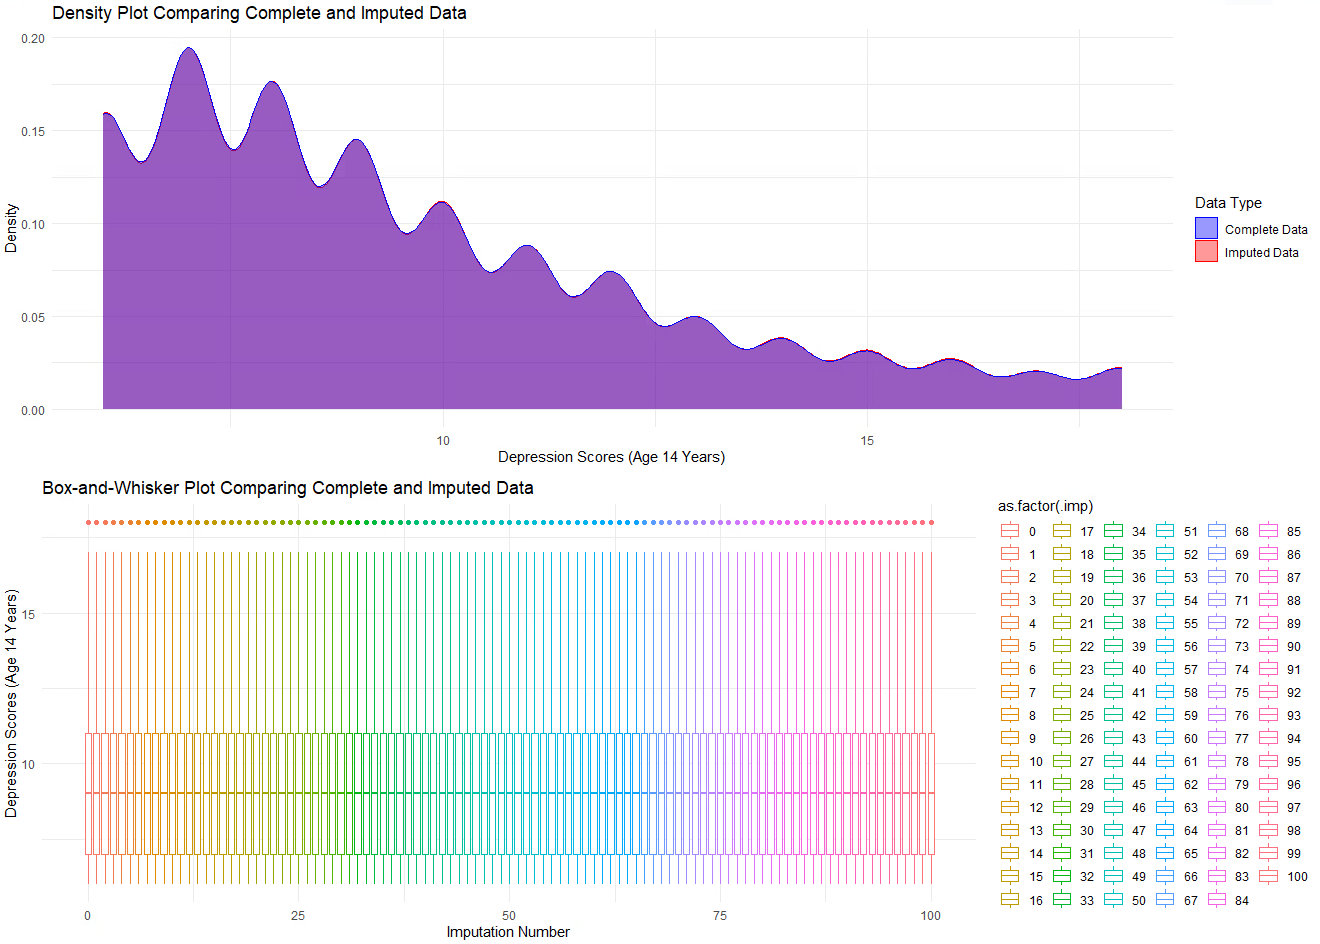 Density Plot Comparing Complete and Imputed Data
0.20
0.15
0.10
0.05
0.00
Density
10
15
Depression Scores (Age 14 Years)
Data Type
Complete Data
Imputed Data
Box-and-Whisker Plot Comparing Complete and Imputed Data
15
10
Depression Scores (Age 14 Years)
0
25
50
75
100
Imputation Number
as.factor(.imp)
0 17 34 51 68 85
1 18 35 52 69 86
2 19 36 53 70 87
3 20 37 54 71 88
4 21 38 55 72 89
5 22 39 56 73 90
6 23 40 57 74 91
7 24 41 58 75 92
8 25 42 59 76 93
9 26 43 60 77 94
10 27 44 61 78 95
11 28 45 62 79 96
12 29 46 63 80 97
13 30 47 64 81 98
14 31 48 65 82 99
15 32 49 66 83 100
16 33 50 67 84